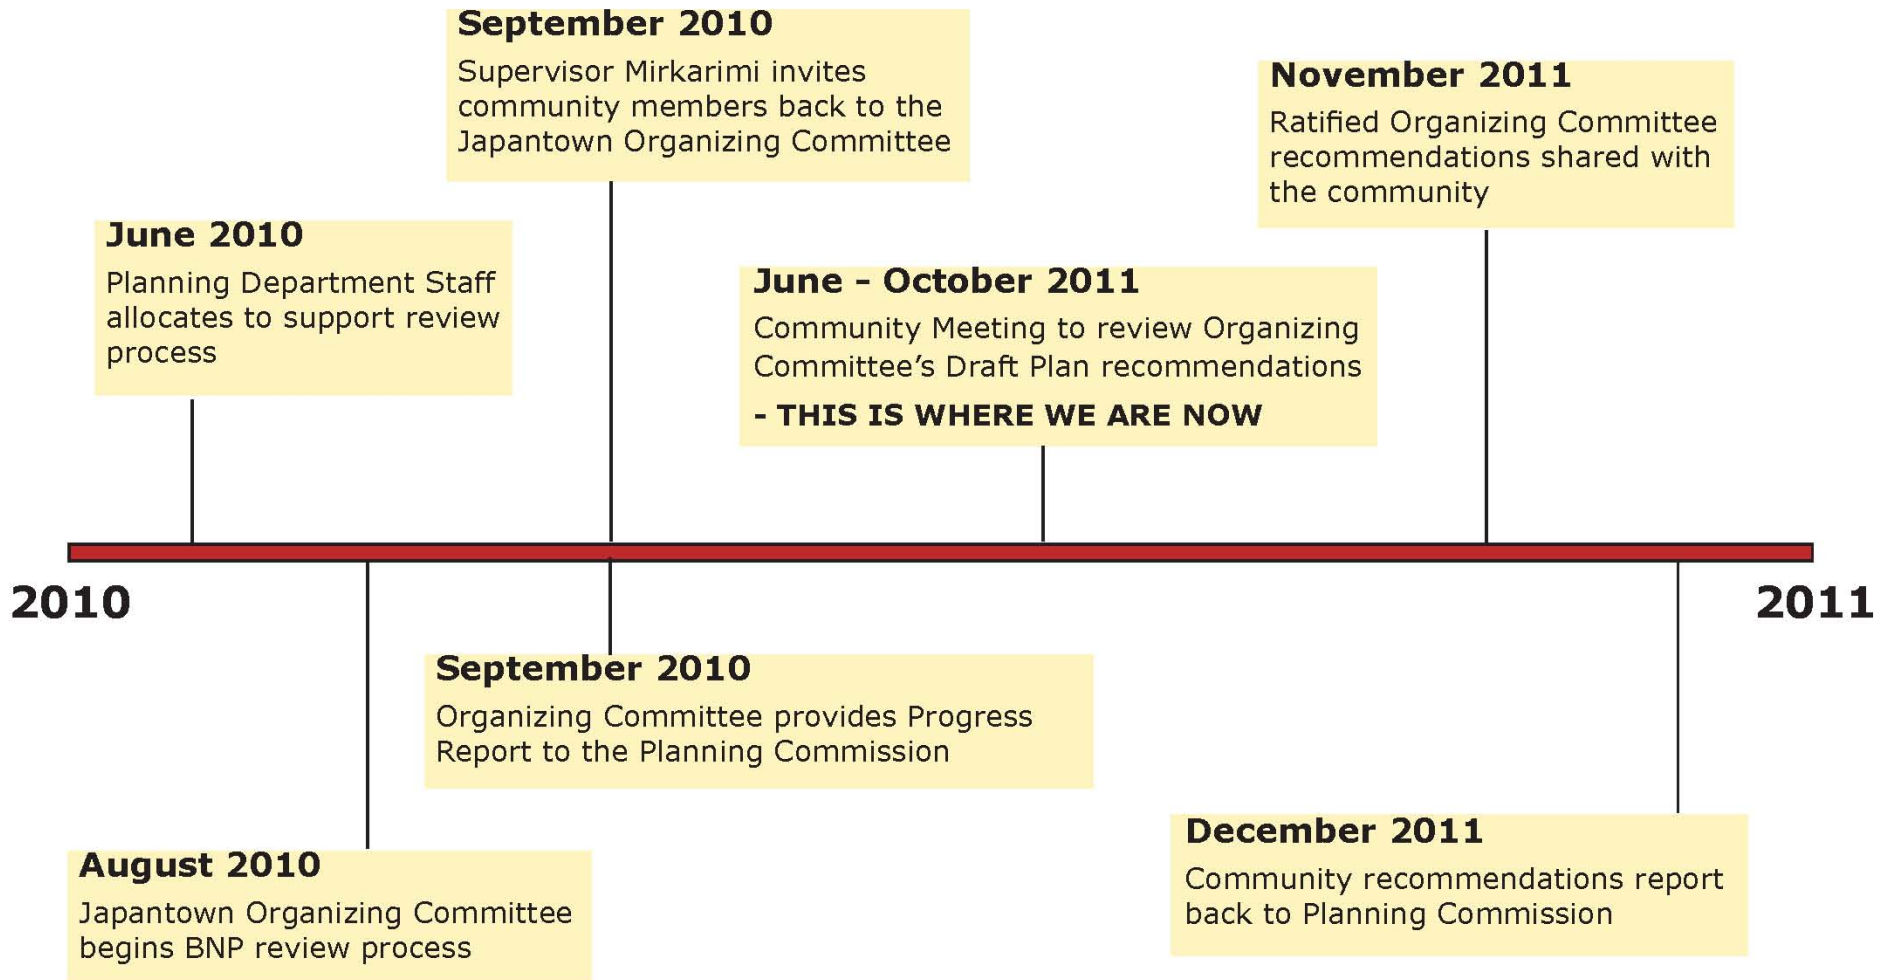 September 2010
Supervisor Mirkarimi invites
community members back to the
Japantown Organizing Committee
November 2011
Ratified Organizing Committee
recommendations shared with
the community
June 2010
Planning Department Staff
allocates to support review
process
June - October 2011
Community Meeting to review Organizing
Committee’s Draft Plan recommendations
- THIS IS WHERE WE ARE NOW
2010
2011
September 2010
Organizing Committee provides Progress
Report to the Planning Commission
August 2010
Japantown Organizing Committee
begins BNP review process
December 2011
Community recommendations report
back to Planning Commission